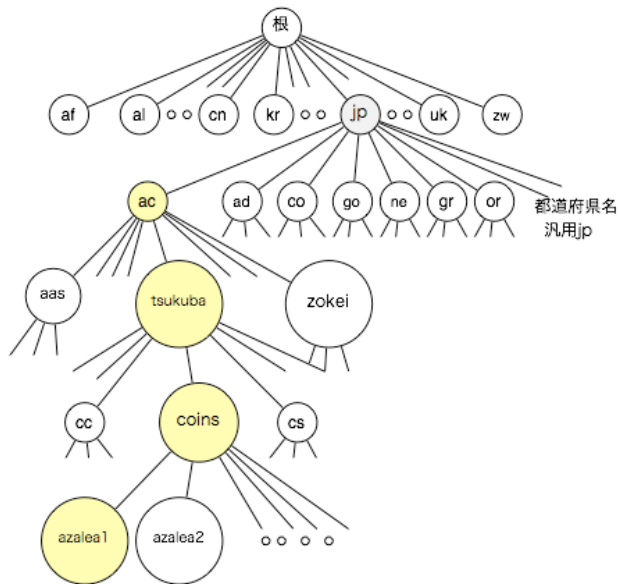 根
af al cn kr jp uk zw
ac ad co go ne gr or 都道府県名
汎用jp
aas tsukuba zokei
cc coins cs
azalea1 azalea2